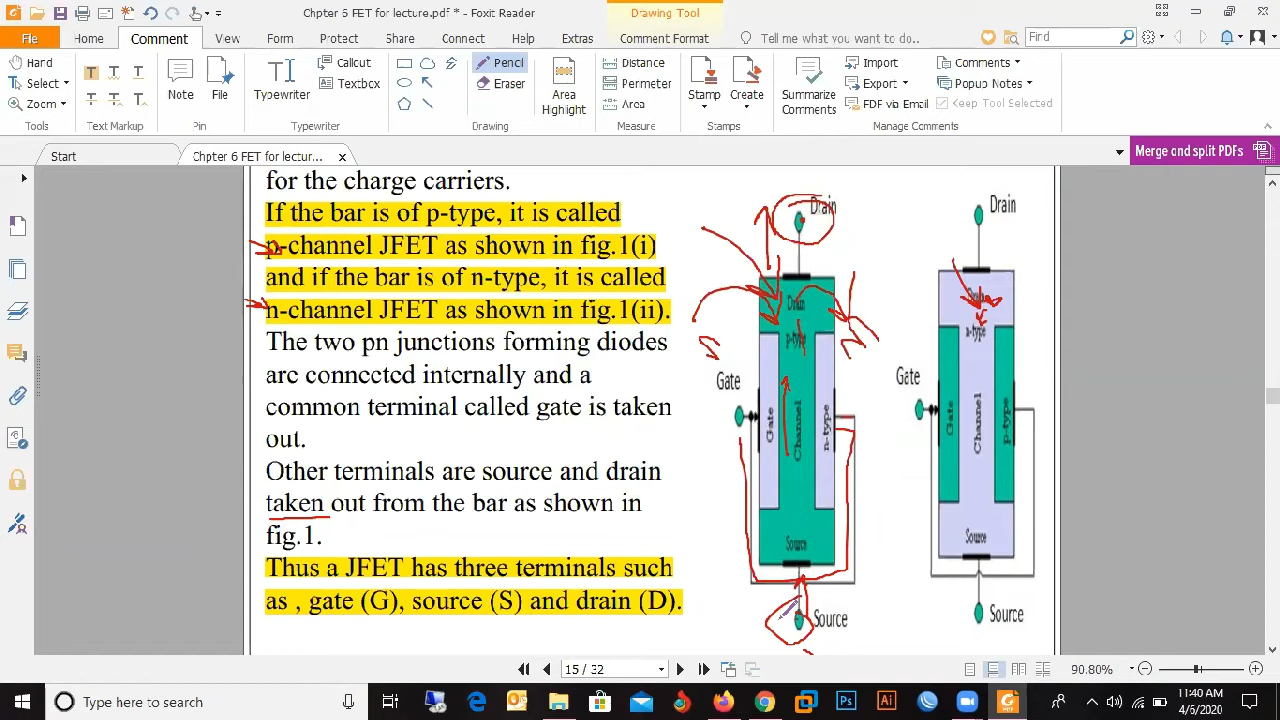 Chpter 6 FET for lecture.pdf * - Foxit Reader
Drawing Tool
File Home Comment View Form Protect Share Connect Help Extras Comment Format Tell me what you want to do.. Find
Hand
Select
Zoom
Tools
Text Markup
Note
File
Pin
Typewriter
Callout
Textbox
Typewriter
Pencil
Eraser
Drawing
Area Highlight
Distance
Perimeter
Area
Measure
Stamp
Create
Stamps
Summarize Comments
Import
Export
FDF via Email
Comments
Popup Notes
Keep Tool Selected
Manage Comments
Start
Chpter 6 FET for lectur...
Merge and split PDFs
for the charge carriers.
If the bar is of p-type, it is called
p-channel JFET as shown in fig.1(i)
and if the bar is of n-type, it is called
n-channel JFET as shown in fig.1(ii).
The two pn junctions forming diodes
are connected internally and a
common terminal called gate is taken
out.
Other terminals are source and drain
taken out from the bar as shown in
fig.1.
Thus a JFET has three terminals such
as , gate (G), source (S) and drain (D).
Drain
Drain
p-type
Gate
Gate
Channel
n-type
Source
Source
Drain
Drain
n-type
Gate
Gate
Channel
p-type
Source
Source
15 / 32
90.80%
Type here to search
11:40 AM
4/5/2020